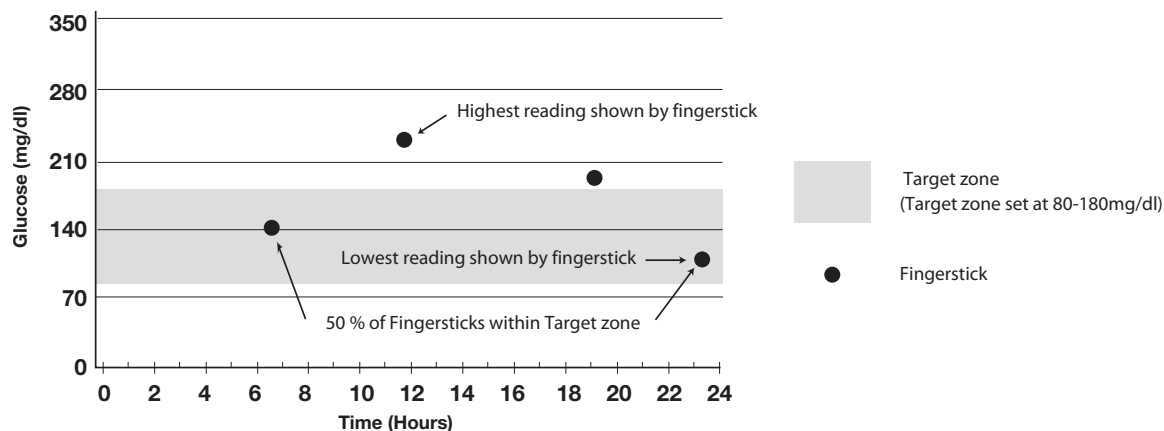 350
280
210
140
70
0
Glucose (mg/dl)
Highest reading shown by fingerstick
Lowest reading shown by fingerstick
50 % of Fingersticks within Target zone
0 2 4 6 8 10 12 14 16 18 20 22 24
Time (Hours)
Target zone
(Target zone set at 80-180mg/dl)
Fingerstick